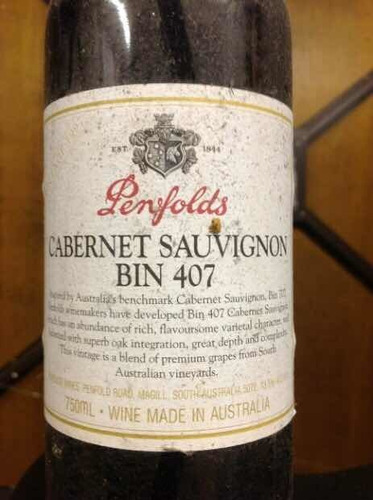 EST. 1844
Penfolds
CABERNET SAUVIGNON
BIN 407
by Australia's benchmark Cabernet Sauvignon, Bin 707,
winemakers have developed Bin 407 Cabernet Sauvignon
has an abundance of rich, flavoursome varietal character
with superb oak integration, great depth and complexity.
This vintage is a blend of premium grapes from South
Australian vineyards.
WINES, PENFOLD ROAD, MAGILL, SOUTH AUSTRALIA 5072
750ML • WINE MADE IN AUSTRALIA